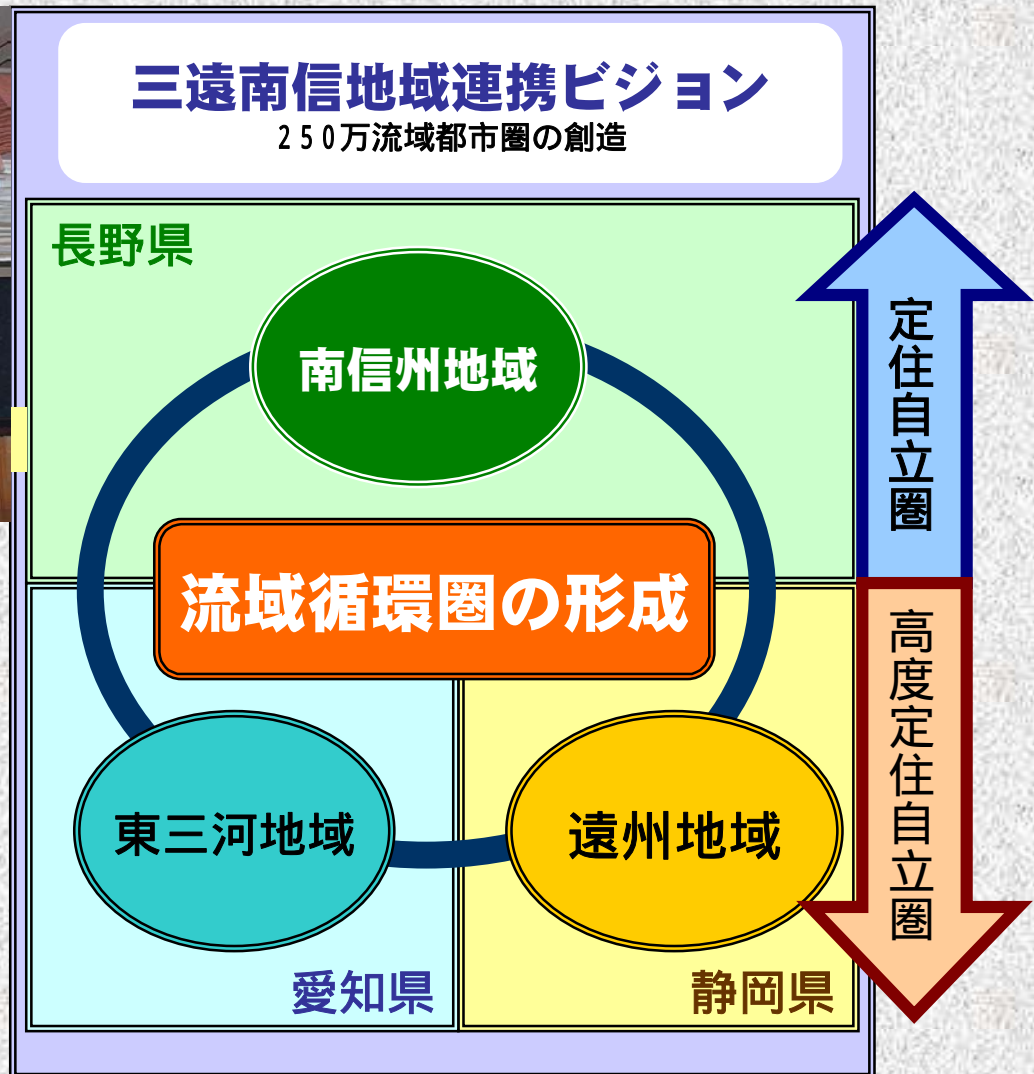 三遠南信地域連携ビジョン
250万流域都市圏の創造
長野県
南信州地域
定住自立圏
流域循環圏の形成
高度定住自立圏
東三河地域
遠州地域
愛知県
静岡県